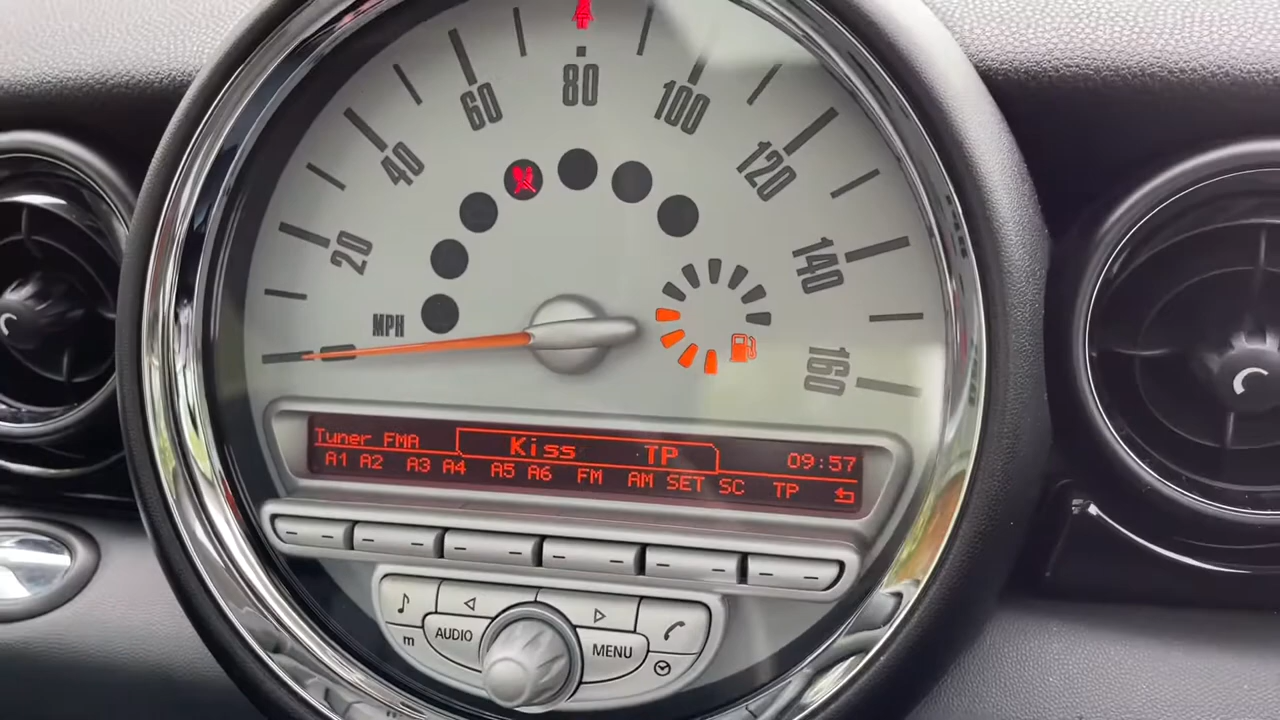 20
40
60
80
100
120
140
160
MPH
Tuner FMA Kiss TP 09:57
A1 A2 A3 A4 A5 A6 FM AM SET SC TP
AUDIO
MENU
m